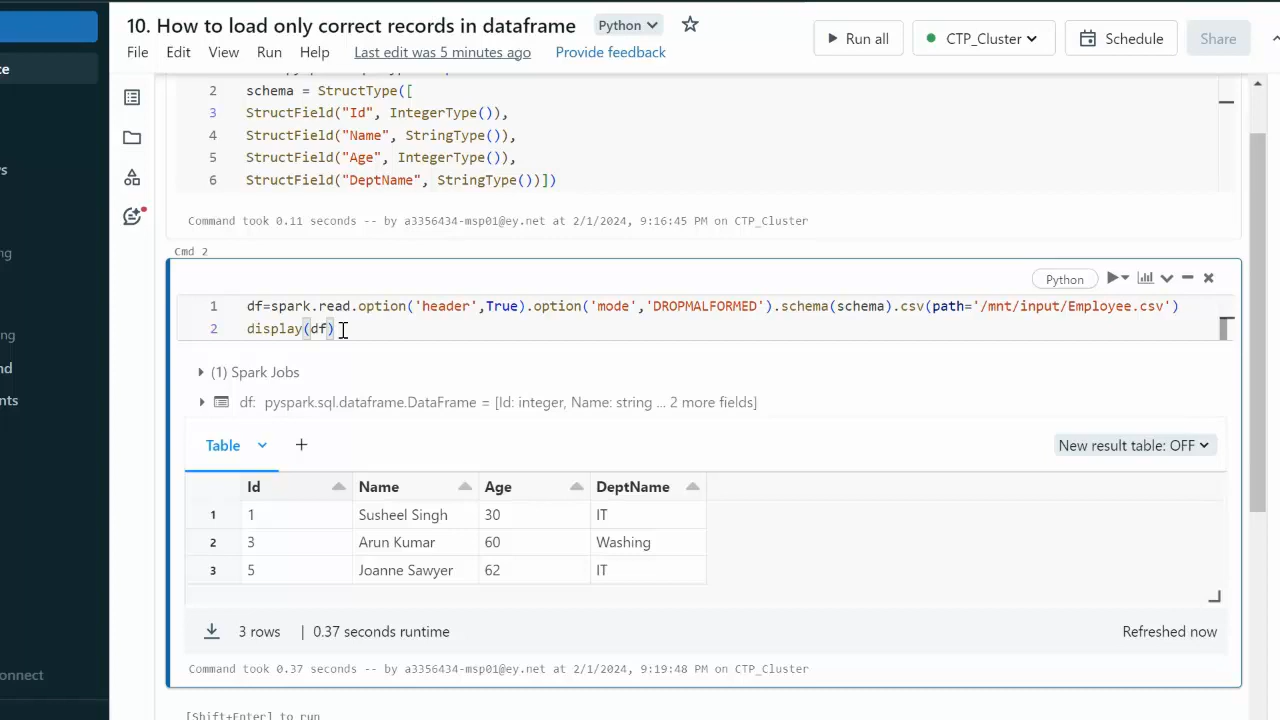 10. How to load only correct records in dataframe Python
File Edit View Run Help Last edit was 5 minutes ago Provide feedback
Run all CTP_Cluster Schedule Share
2 schema = StructType([
3 StructField("Id", IntegerType()),
4 StructField("Name", StringType()),
5 StructField("Age", IntegerType()),
6 StructField("DeptName", StringType())])
Command took 0.11 seconds -- by a3356434-msp01@ey.net at 2/1/2024, 9:16:45 PM on CTP_Cluster
Cmd 2
Python
1 df=spark.read.option('header',True).option('mode','DROPMALFORMED').schema(schema).csv(path='/mnt/input/Employee.csv')
2 display(df)
(1) Spark Jobs
df: pyspark.sql.dataframe.DataFrame = [Id: integer, Name: string ... 2 more fields]
Table + New result table: OFF
Id Name Age DeptName
1 1 Susheel Singh 30 IT
2 3 Arun Kumar 60 Washing
3 5 Joanne Sawyer 62 IT
3 rows | 0.37 seconds runtime Refreshed now
Command took 0.37 seconds -- by a3356434-msp01@ey.net at 2/1/2024, 9:19:48 PM on CTP_Cluster
[Shift+Enter] to run